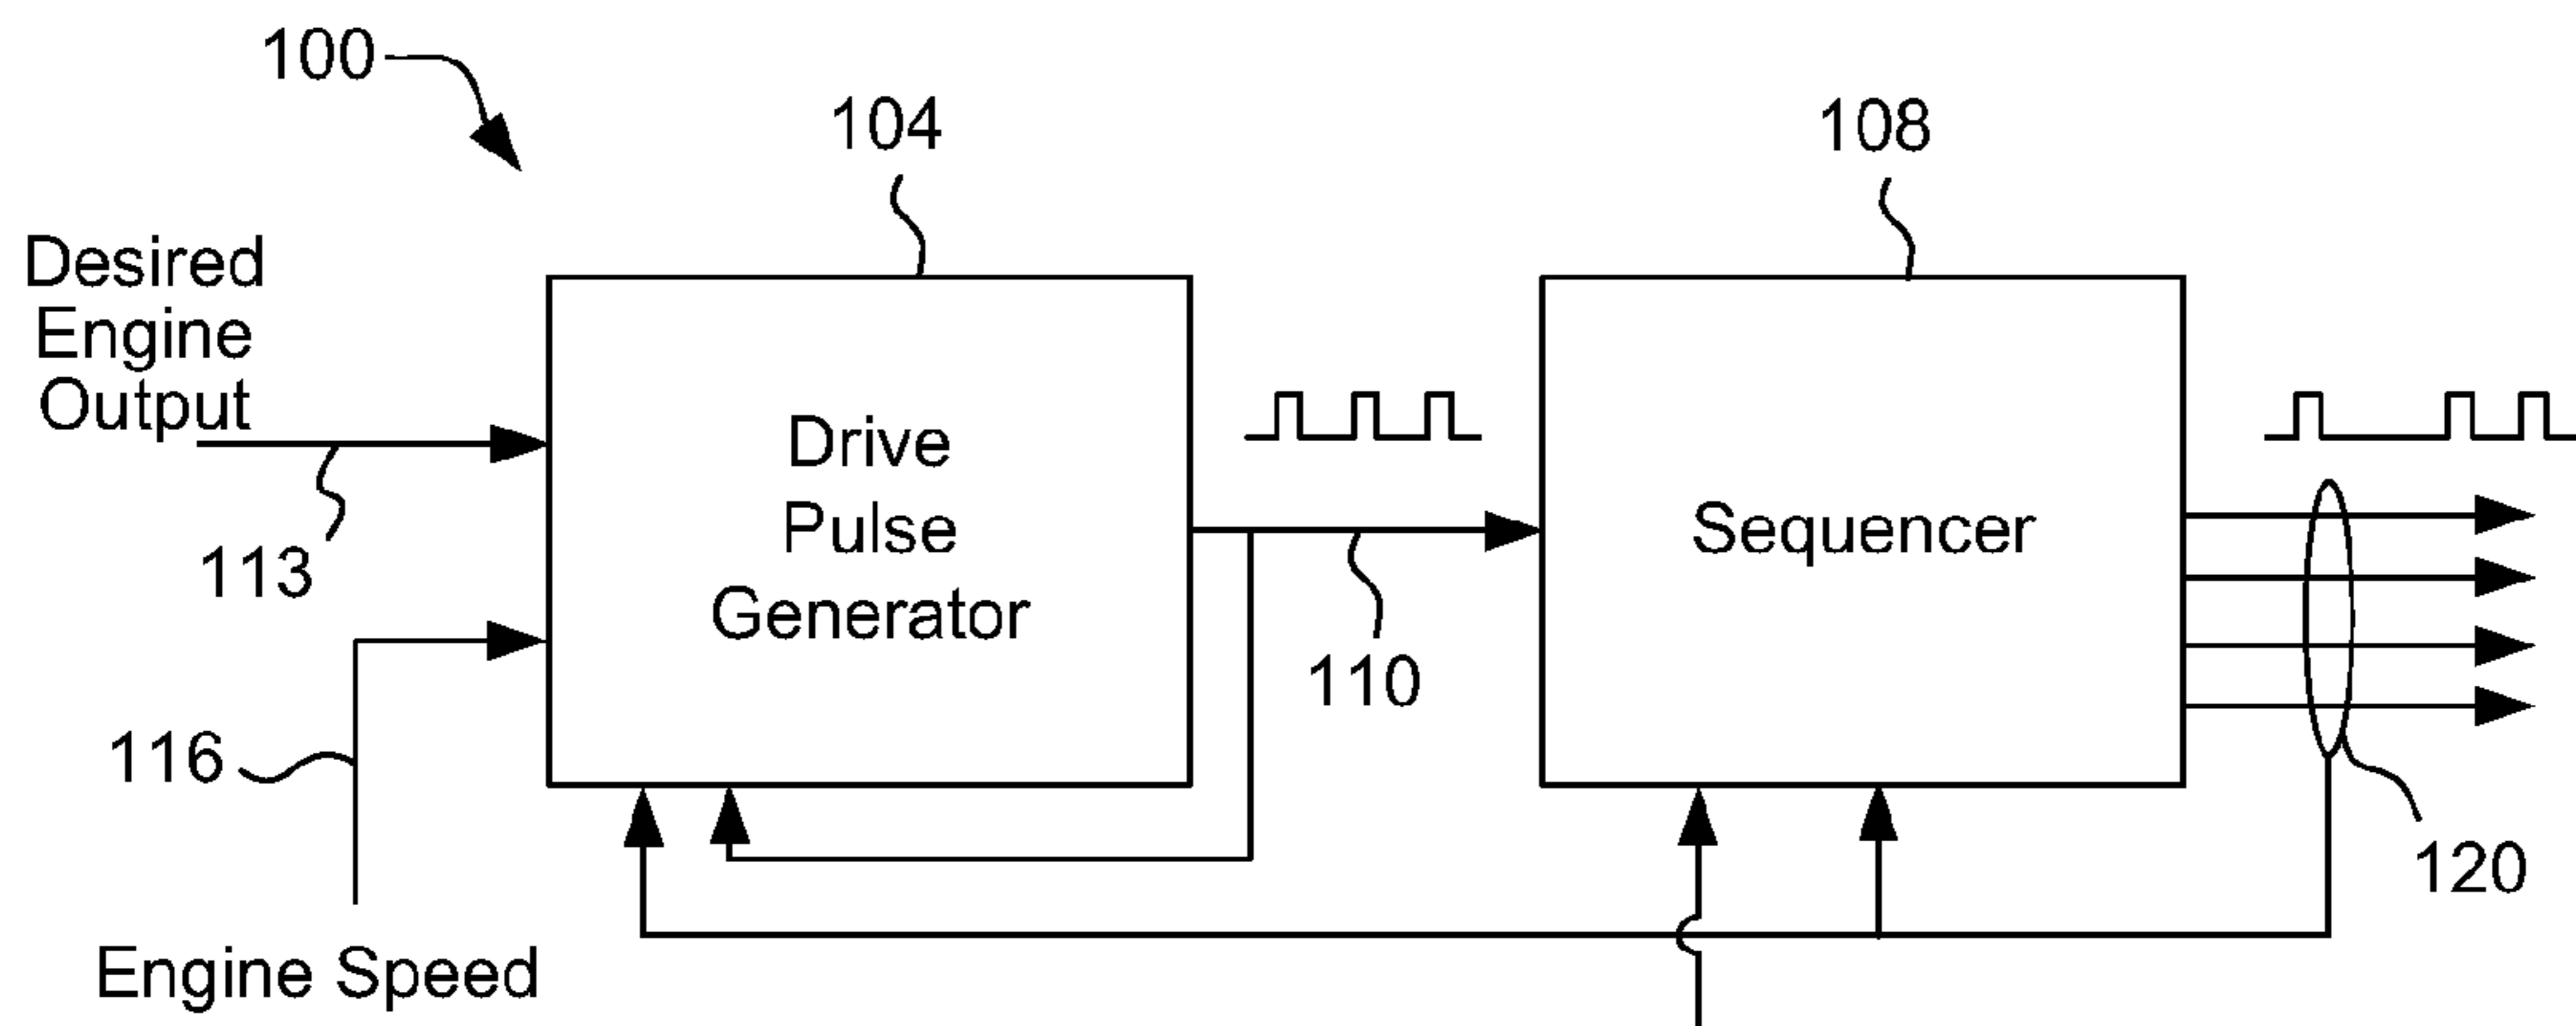 100
104
108
Desired
Engine
Output
Drive
Pulse
Generator
Sequencer
113
110
116
120
Engine Speed